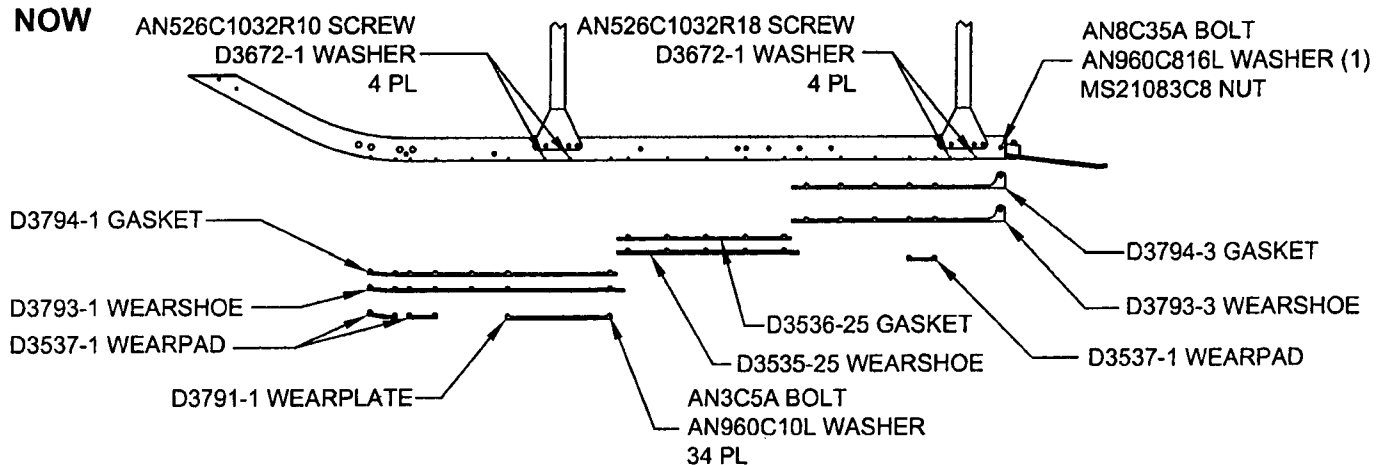 NOW
AN526C1032R10 SCREW
D3672-1 WASHER
4 PL
AN526C1032R18 SCREW
D3672-1 WASHER
4 PL
AN8C35A BOLT
AN960C816L WASHER (1)
MS21083C8 NUT
D3794-1 GASKET
D3793-1 WEARSHOE
D3537-1 WEARPAD
D3791-1 WEARPLATE
AN3C5A BOLT
AN960C10L WASHER
34 PL
D3536-25 GASKET
D3535-25 WEARSHOE
D3794-3 GASKET
D3793-3 WEARSHOE
D3537-1 WEARPAD